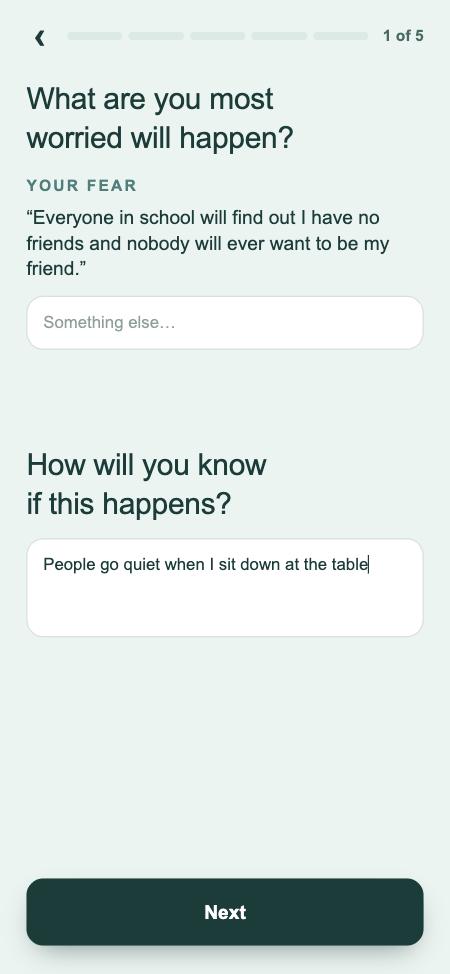 ‹ 1 of 5
What are you most
worried will happen?
YOUR FEAR
“Everyone in school will find out I have no
friends and nobody will ever want to be my
friend.”
Something else…
How will you know
if this happens?
People go quiet when I sit down at the table
Next